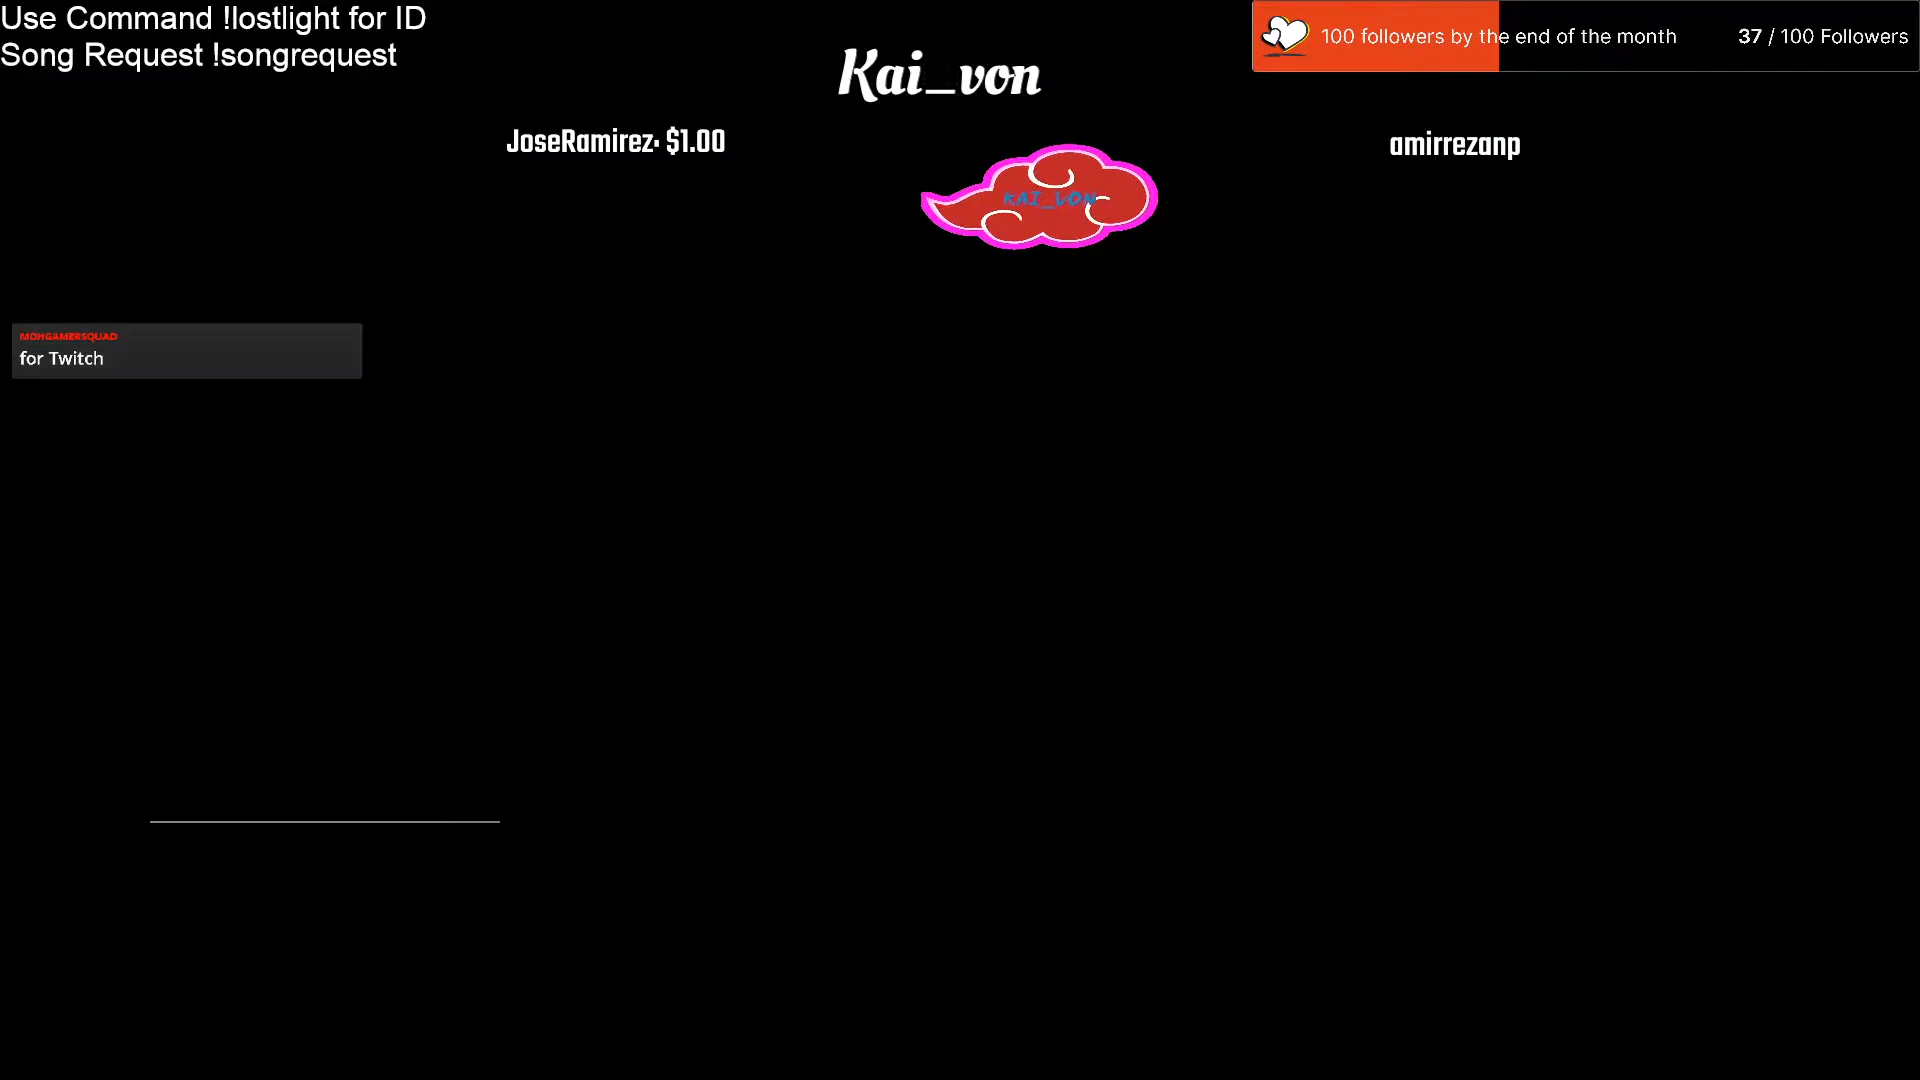 Use Command !lostlight for ID
Song Request !songrequest
Kai_von
100 followers by the end of the month
37 / 100 Followers
JoseRamirez: $1.00
amirrezanp
KAI_VON
MOHGAMERSQUAD
for Twitch